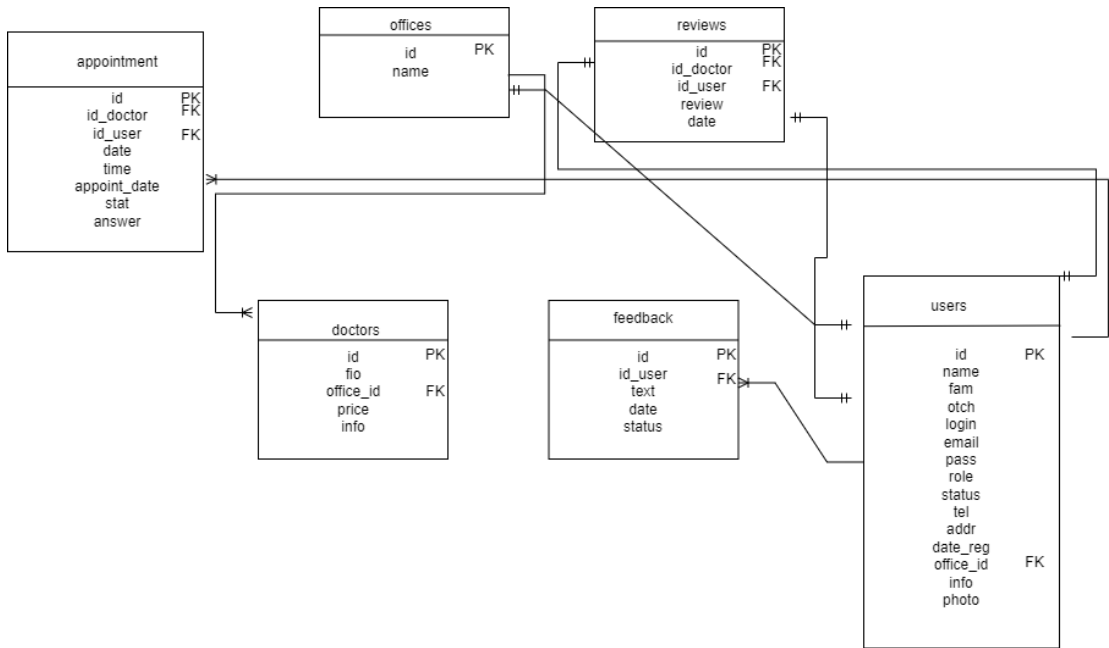 appointment
id PK
id_doctor FK
id_user FK
date
time
appoint_date
stat
answer
offices
id PK
name
reviews
id PK
id_doctor FK
id_user FK
review
date
doctors
id PK
fio
office_id FK
price
info
feedback
id PK
id_user FK
text
date
status
users
id PK
name
fam
otch
login
email
pass
role
status
tel
addr
date_reg
office_id FK
info
photo